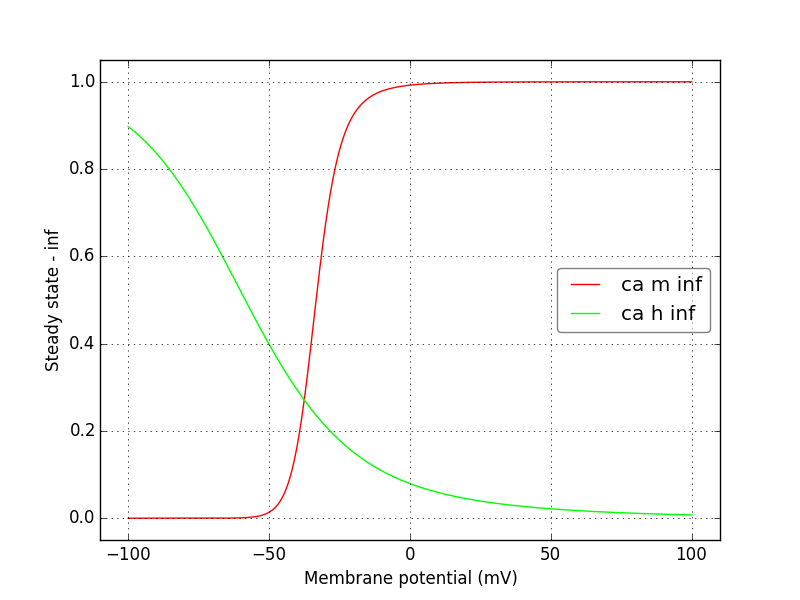 1.0
0.8
0.6
0.4
0.2
0.0
Steady state - inf
ca m inf
ca h inf
−100
−50
0
50
100
Membrane potential (mV)